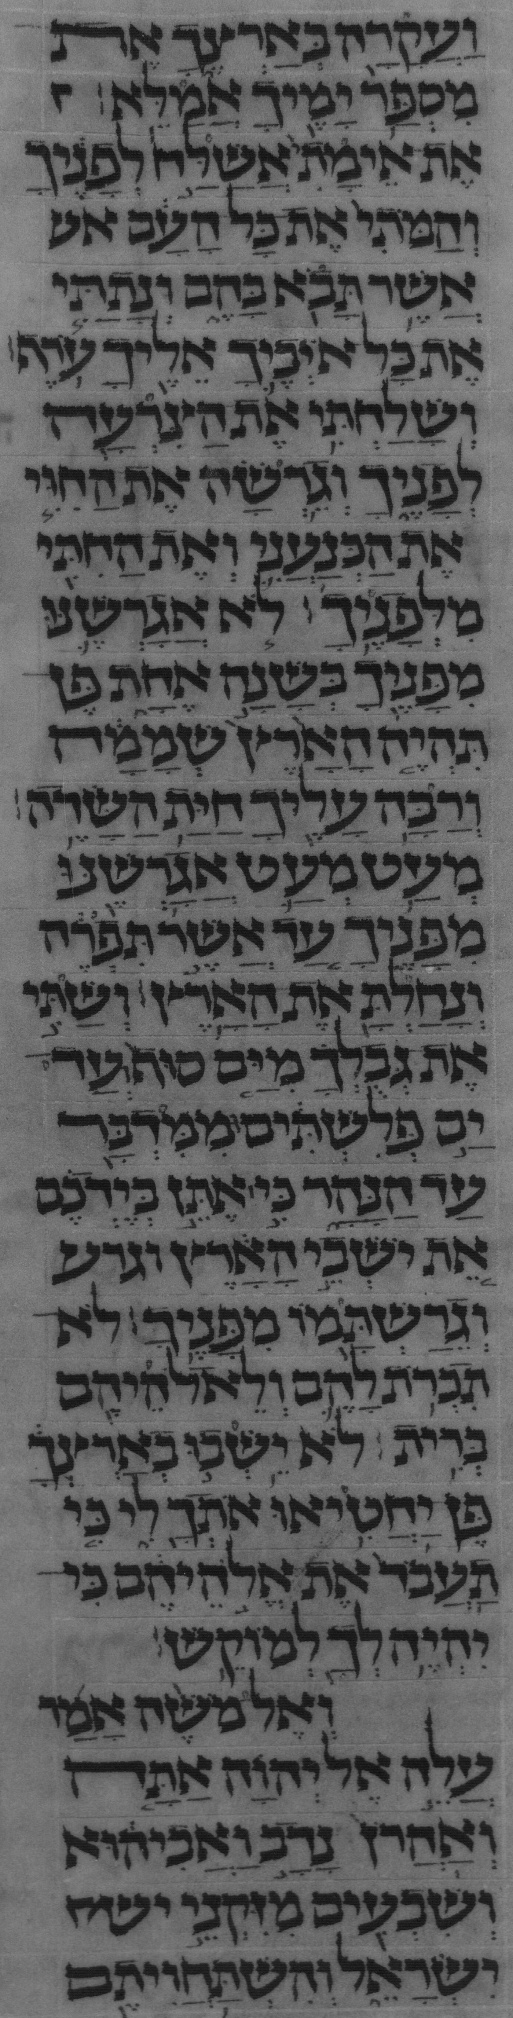 ועקרה בארצך את
מספר ימיך אמלא
את אימתי אשלח לפניך
והמתי את כל העם אש
אשר תבא בהם ונתתי
את כל איביך אליך ערף
ושלחתי את הצרעה
לפניך וגרשה את החוי
את הכנעני ואת החתי
מלפניך לא אגרשנו
מפניך בשנה אחת פן
תהיה הארץ שממה
ורבה עליך חית השדה
מעט מעט אגרשנו
מפניך עד אשר תפרה
ונחלת את הארץ ושתי
את גבלך מים סוף ועד
ים פלשתים וממדבר
עד הנהר כי אתן בידכם
את ישבי הארץ וגרש
וגרשתמו מפניך לא
תכרת להם ולאלהיהם
ברית לא ישבו בארצך
פן יחטיאו אתך לי כי
תעבד את אלהיהם כי
יהיה לך למוקש
ואל משה אמר
עלה אל יהוה אתה
ואהרן נדב ואביהוא
ושבעים מזקני יש
ישראל והשתחויתם